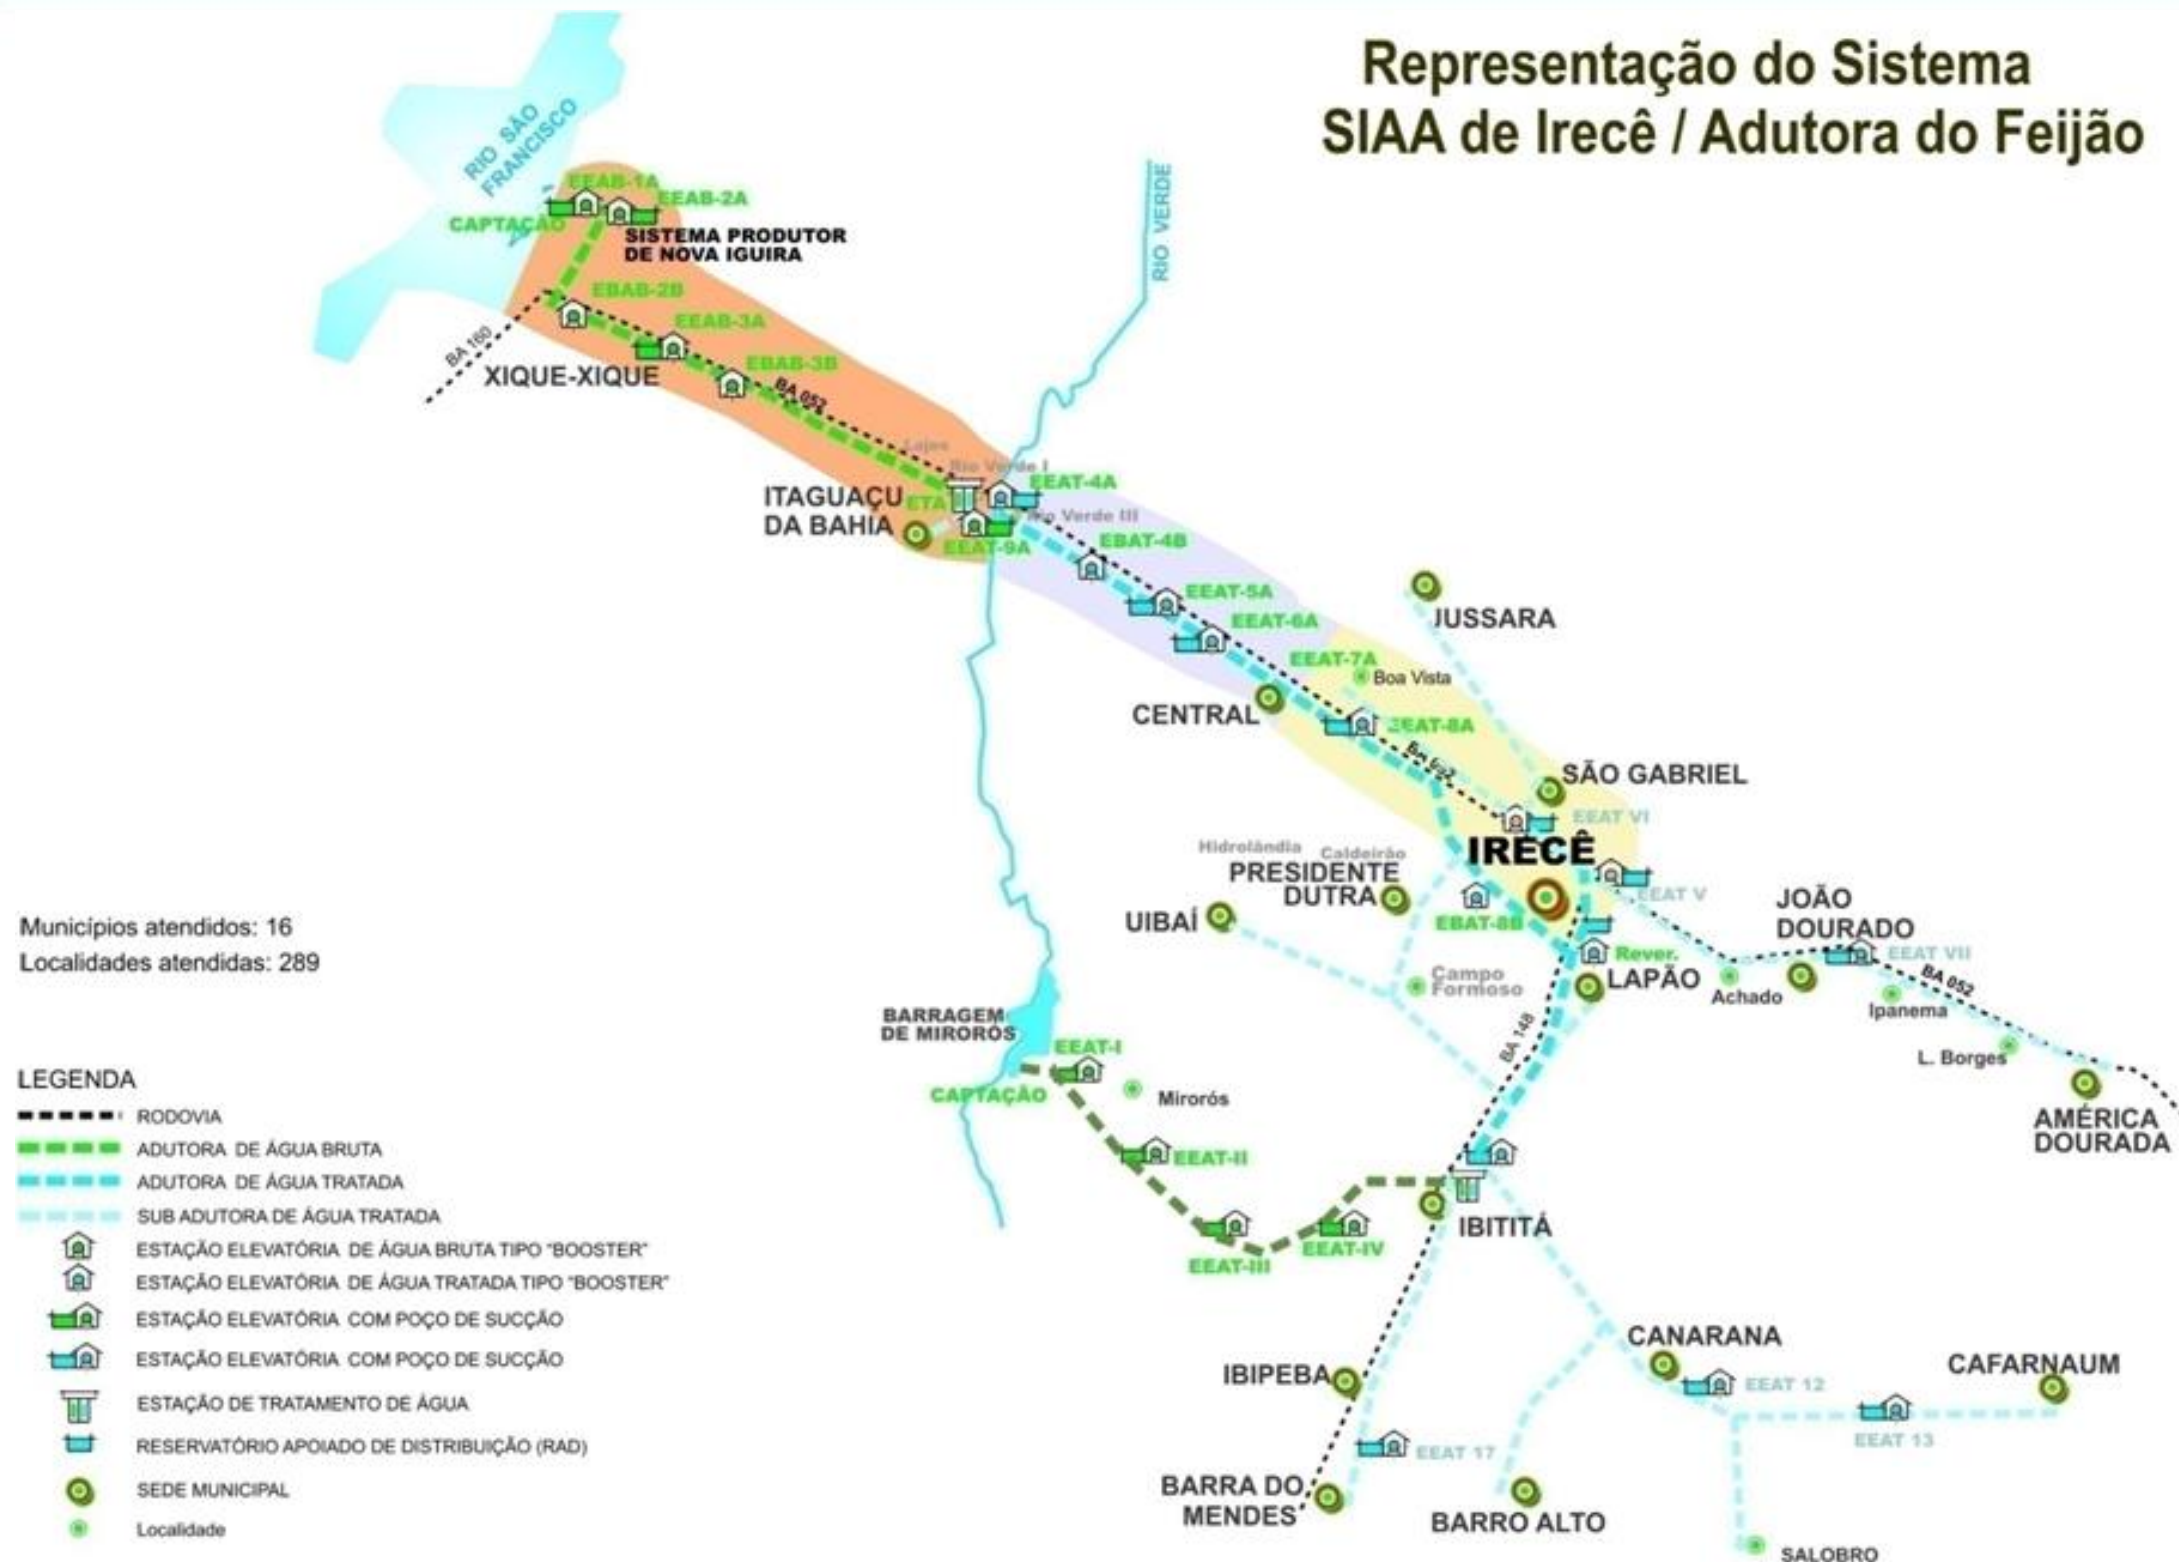 Representação do Sistema
SIAA de Irecê / Adutora do Feijão
RIO SÃO
FRANCISCO
EEAB-1A
EEAB-2A
CAPTAÇÃO
SISTEMA PRODUTOR
DE NOVA IGUIRA
RIO VERDE
EBAB-2B
EEAB-3A
BA 160
XIQUE-XIQUE
EBAB-3B
BA 052
Lajes
Rio Verde I
ITAGUAÇU
DA BAHIA
ETA
EEAT-4A
Rio Verde III
EEAT-9A
EBAT-4B
EEAT-5A
EEAT-6A
JUSSARA
EEAT-7A
Boa Vista
CENTRAL
EEAT-8A
BA 052
SÃO GABRIEL
EEAT VI
IRECÊ
Hidrolândia
Caldeirão
PRESIDENTE
DUTRA
UIBAÍ
EBAT-8B
EEAT V
JOÃO
DOURADO
EEAT VII
Rever.
LAPÃO
Campo
Formoso
Achado
BA 052
Ipanema
L. Borges
AMÉRICA
DOURADA
BA 148
Municípios atendidos: 16
Localidades atendidas: 289
BARRAGEM
DE MIRORÓS
EEAT-I
CAPTAÇÃO
Mirorós
EEAT-II
EEAT-III
EEAT-IV
IBITITÁ
IBIPEBA
CANARANA
EEAT 12
CAFARNAUM
EEAT 13
EEAT 17
BARRA DO
MENDES
BARRO ALTO
SALOBRO
LEGENDA
RODOVIA
ADUTORA DE ÁGUA BRUTA
ADUTORA DE ÁGUA TRATADA
SUB ADUTORA DE ÁGUA TRATADA
ESTAÇÃO ELEVATÓRIA DE ÁGUA BRUTA TIPO "BOOSTER"
ESTAÇÃO ELEVATÓRIA DE ÁGUA TRATADA TIPO "BOOSTER"
ESTAÇÃO ELEVATÓRIA COM POÇO DE SUCÇÃO
ESTAÇÃO ELEVATÓRIA COM POÇO DE SUCÇÃO
ESTAÇÃO DE TRATAMENTO DE ÁGUA
RESERVATÓRIO APOIADO DE DISTRIBUIÇÃO (RAD)
SEDE MUNICIPAL
Localidade